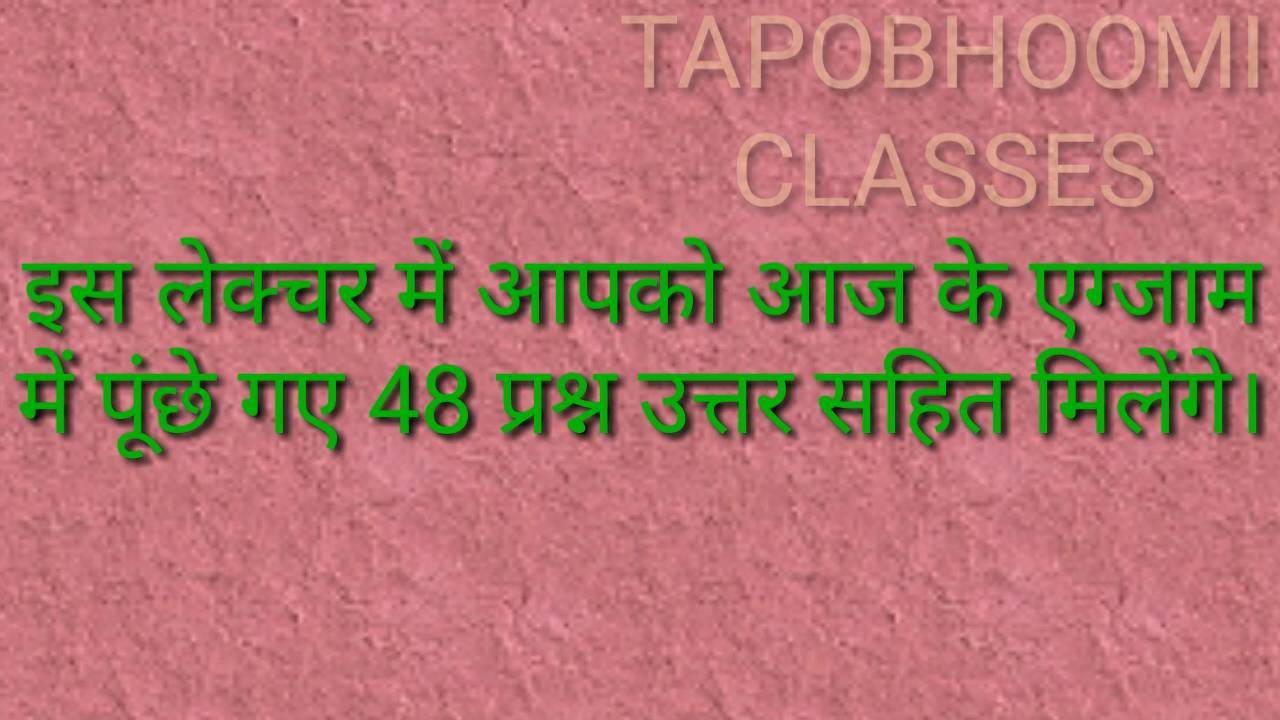 TAPOBHOOMI
CLASSES
इस लेक्चर में आपको आज के एग्जाम
में पूंछे गए 48 प्रश्न उत्तर सहित मिलेंगे।